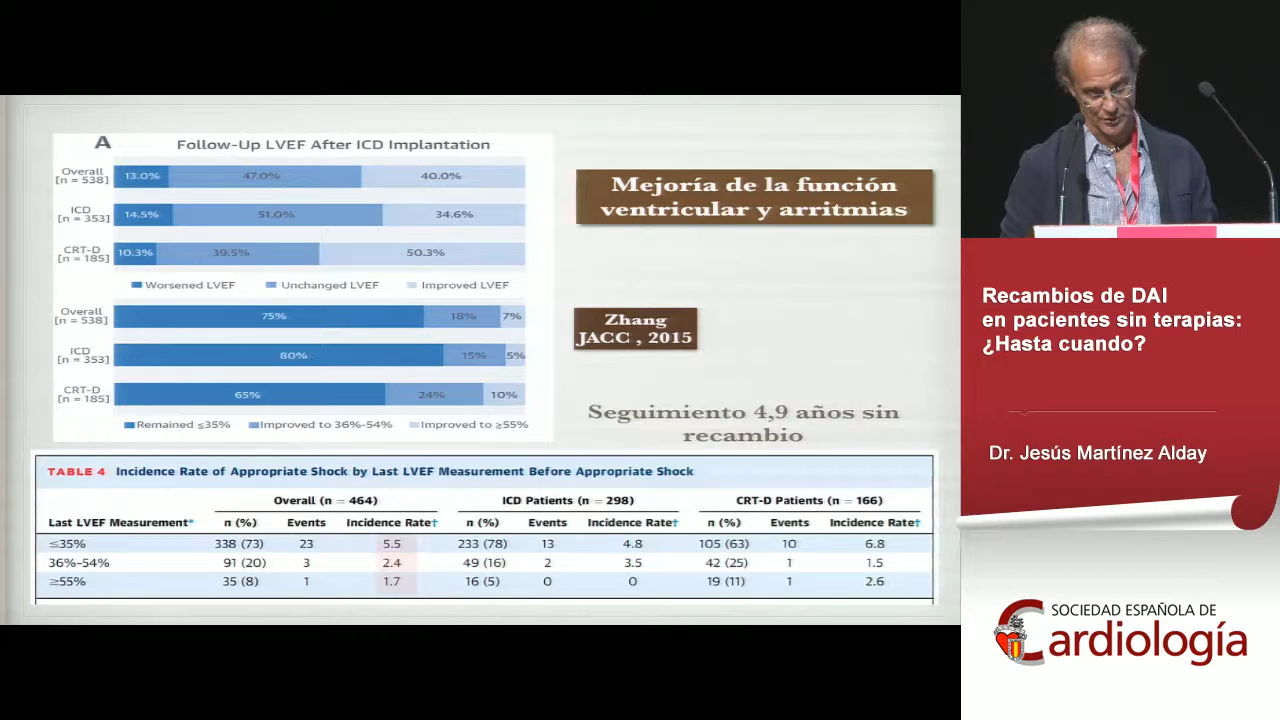 A
Follow-Up LVEF After ICD Implantation
Overall
[n = 538]
13.0% 47.0% 40.0%
ICD
[n = 353]
14.5% 51.0% 34.6%
CRT-D
[n = 185]
10.3% 39.5% 50.3%
Worsened LVEF Unchanged LVEF Improved LVEF
Overall
[n = 538]
75% 18% 7%
ICD
[n = 353]
80% 15% 5%
CRT-D
[n = 185]
65% 24% 10%
Remained ≤35% Improved to 36%-54% Improved to ≥55%
Mejoría de la función
ventricular y arritmias
Zhang
JACC , 2015
Seguimiento 4,9 años sin
recambio
TABLE 4 Incidence Rate of Appropriate Shock by Last LVEF Measurement Before Appropriate Shock
Overall (n = 464) ICD Patients (n = 298) CRT-D Patients (n = 166)
Last LVEF Measurement* n (%) Events Incidence Rate† n (%) Events Incidence Rate† n (%) Events Incidence Rate†
≤35% 338 (73) 23 5.5 233 (78) 13 4.8 105 (63) 10 6.8
36%-54% 91 (20) 3 2.4 49 (16) 2 3.5 42 (25) 1 1.5
≥55% 35 (8) 1 1.7 16 (5) 0 0 19 (11) 1 2.6
Recambios de DAI
en pacientes sin terapias:
¿Hasta cuando?
Dr. Jesús Martínez Alday
SOCIEDAD ESPAÑOLA DE
Cardiología